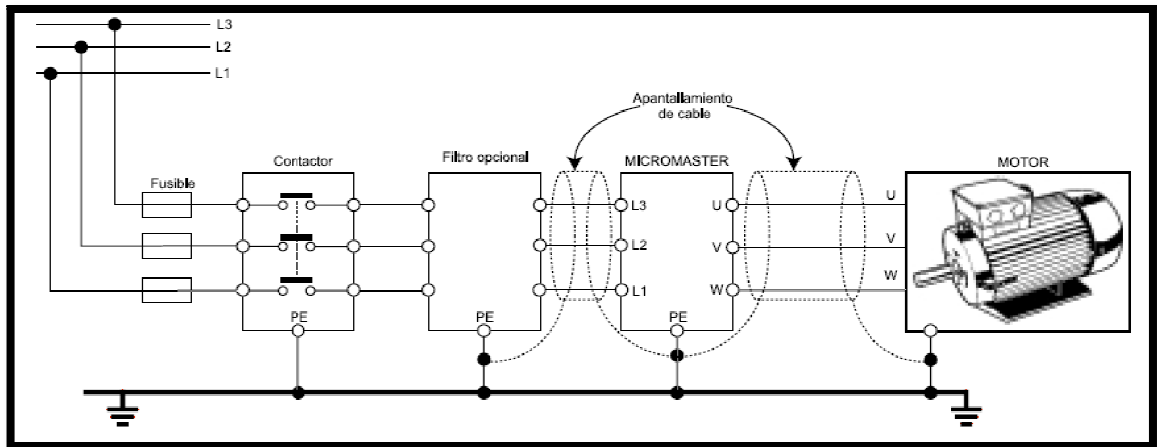 L3
L2
L1
Apantallamiento
de cable
Contactor
Filtro opcional
MICROMASTER
MOTOR
Fusible
L3
U
U
L2
V
V
L1
W
W
PE
PE
PE